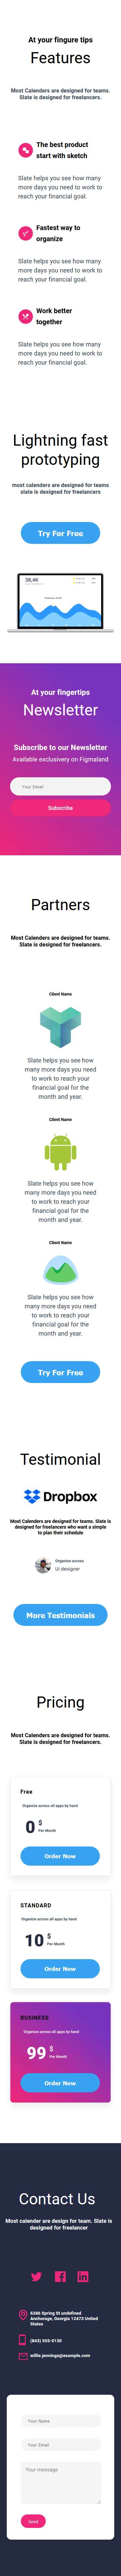 At your fingure tips
Features
Most Calenders are designed for teams.
Slate is designed for freelancers.
The best product
start with sketch
Slate helps you see how many
more days you need to work to
reach your financial goal.
Fastest way to
organize
Slate helps you see how many
more days you need to work to
reach your financial goal.
Work better
together
Slate helps you see how many
more days you need to work to
reach your financial goal.
Lightning fast
prototyping
most calenders are designed for teams
slate is designed for freelancers
Try For Free
38,4K
At your fingertips
Newsletter
Subscribe to our Newsletter
Available exclusivery on Figmaland
Your Email
Subscribe
Partners
Most Calenders are designed for teams.
Slate is designed for freelancers.
Client Name
Slate helps you see how
many more days you need
to work to reach your
financial goal for the
month and year.
Client Name
Slate helps you see how
many more days you need
to work to reach your
financial goal for the
month and year.
Client Name
Slate helps you see how
many more days you need
to work to reach your
financial goal for the
month and year.
Try For Free
Testimonial
Dropbox
Most Calenders are designed for teams. Slate is
designed for freelancers who want a simple
to plan their schedule
Organize across
Ui designer
More Testimonials
Pricing
Most Calenders are designed for teams.
Slate is designed for freelancers.
Free
Organize across all apps by hand
0 $
Per Month
Order Now
STANDARD
Organize across all apps by hand
10 $
Per Month
Order Now
BUSINESS
Organize across all apps by hand
99 $
Per Month
Order Now
Contact Us
Most calender are design for team. Slate is
designed for freelancer
6386 Spring St undefined
Anchorage, Georgia 12473 United
States
(843) 555-0130
willie.jennings@example.com
Your Name
Your Email
Your message
Send